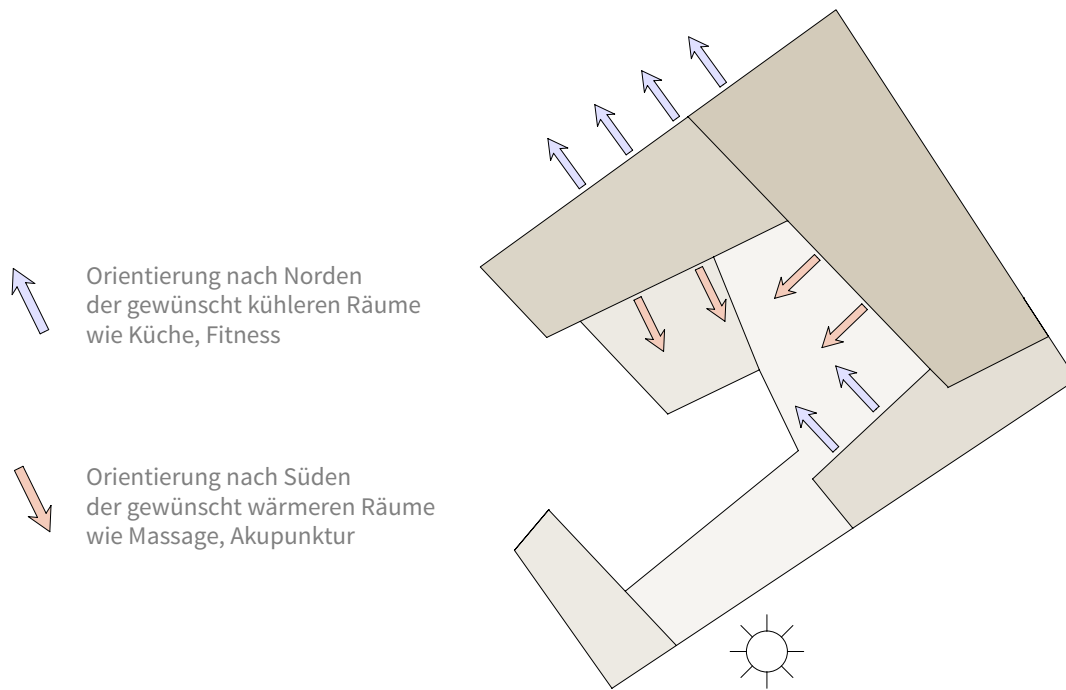 Orientierung nach Norden
der gewünscht kühleren Räume
wie Küche, Fitness
Orientierung nach Süden
der gewünscht wärmeren Räume
wie Massage, Akupunktur